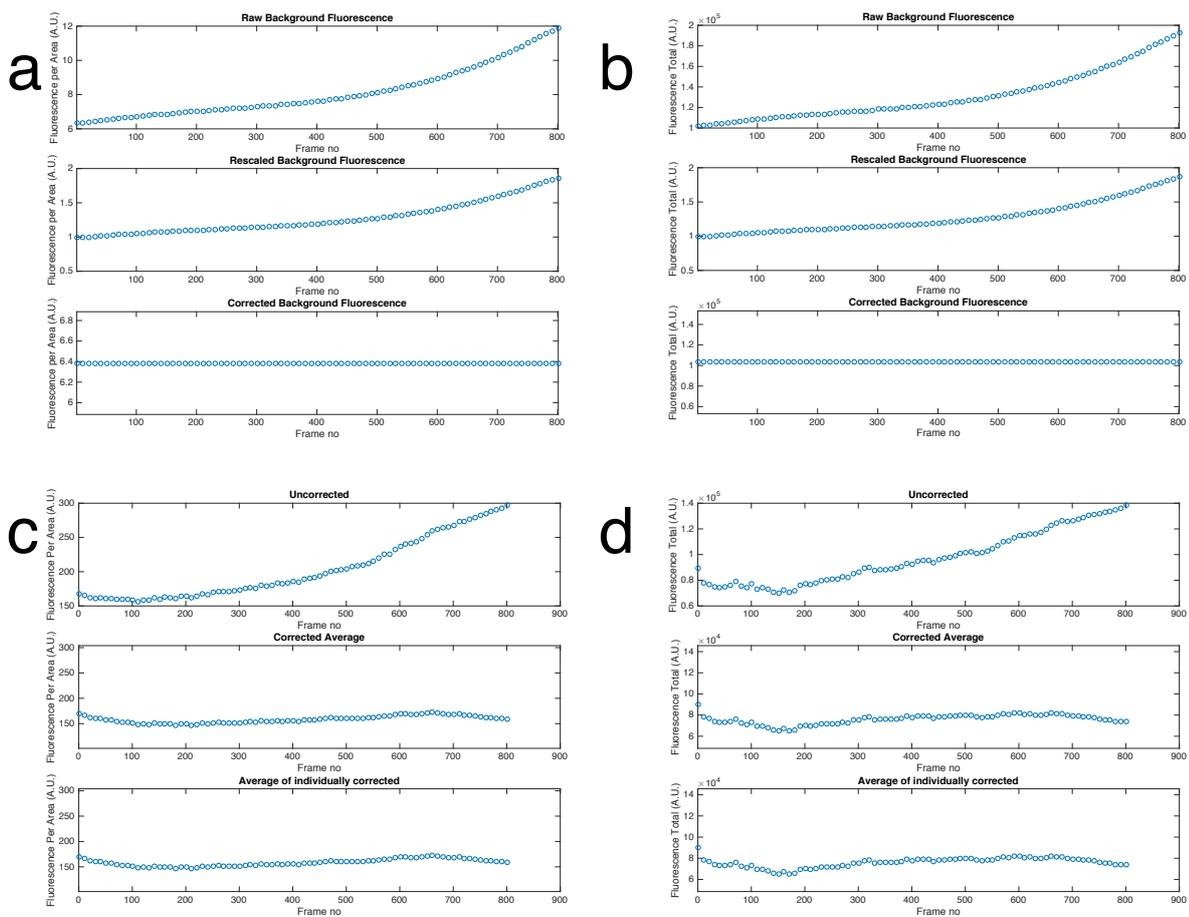 a
Raw Background Fluorescence
Fluorescence per Area (A.U.)
12
10
8
6
100 200 300 400 500 600 700 800
Frame no
Rescaled Background Fluorescence
Fluorescence per Area (A.U.)
2
1.5
1
0.5
100 200 300 400 500 600 700 800
Frame no
Corrected Background Fluorescence
Fluorescence per Area (A.U.)
6.8
6.6
6.4
6.2
6
100 200 300 400 500 600 700 800
Frame no
b
Raw Background Fluorescence
×10⁵
Fluorescence Total (A.U.)
2
1.8
1.6
1.4
1.2
1
100 200 300 400 500 600 700 800
Frame no
Rescaled Background Fluorescence
Fluorescence Total (A.U.)
2
1.5
1
0.5
100 200 300 400 500 600 700 800
Frame no
Corrected Background Fluorescence
×10⁵
Fluorescence Total (A.U.)
1.4
1.2
1
0.8
0.6
100 200 300 400 500 600 700 800
Frame no
c
Uncorrected
Fluorescence Per Area (A.U.)
300
250
200
150
0 100 200 300 400 500 600 700 800 900
Frame no
Corrected Average
Fluorescence Per Area (A.U.)
300
250
200
150
0 100 200 300 400 500 600 700 800 900
Frame no
Average of individually corrected
Fluorescence Per Area (A.U.)
300
250
200
150
0 100 200 300 400 500 600 700 800 900
Frame no
d
Uncorrected
×10⁵
Fluorescence Total (A.U.)
1.4
1.2
1
0.8
0.6
0 100 200 300 400 500 600 700 800 900
Frame no
Corrected Average
×10⁴
Fluorescence Total (A.U.)
14
12
10
8
6
0 100 200 300 400 500 600 700 800 900
Frame no
Average of individually corrected
×10⁴
Fluorescence Total (A.U.)
14
12
10
8
6
0 100 200 300 400 500 600 700 800 900
Frame no